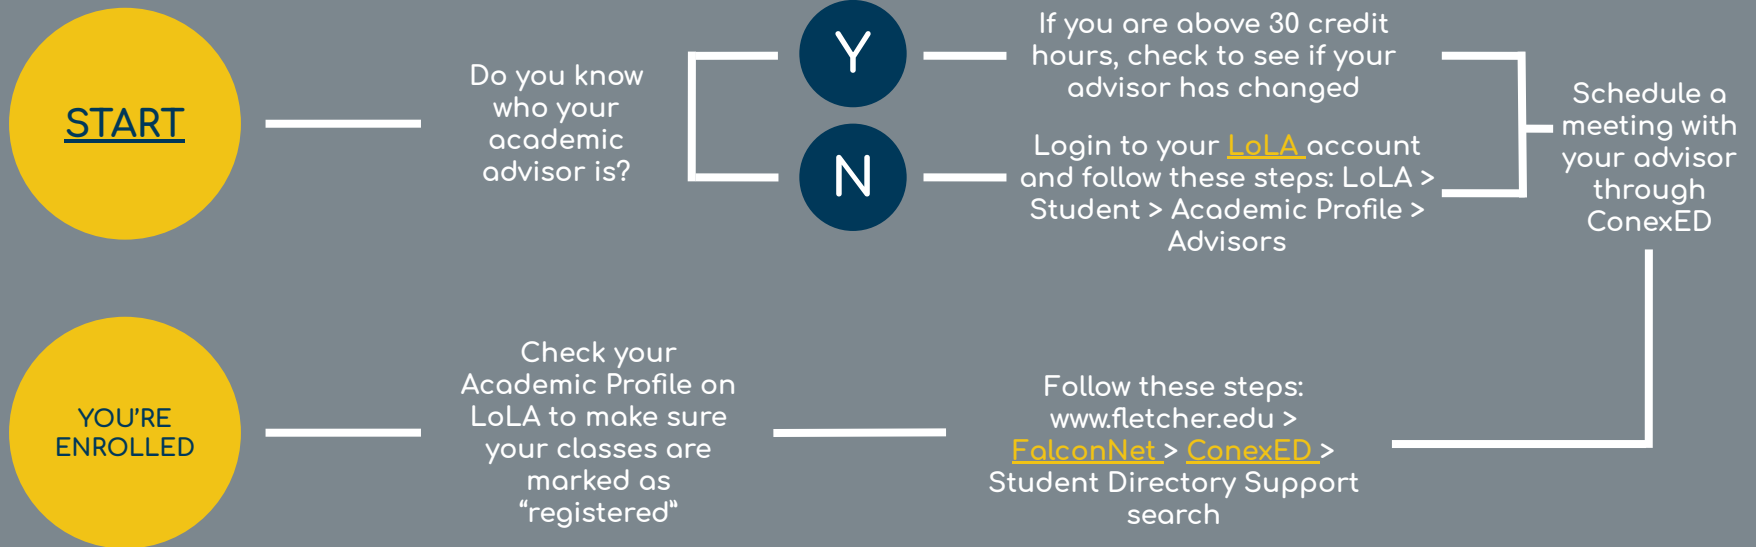 START
Do you know
who your
academic
advisor is?
Y
If you are above 30 credit
hours, check to see if your
advisor has changed
N
Login to your LoLA account
and follow these steps: LoLA >
Student > Academic Profile >
Advisors
Schedule a
meeting with
your advisor
through
ConexED
Follow these steps:
www.fletcher.edu >
FalconNet > ConexED >
Student Directory Support
search
Check your
Academic Profile on
LoLA to make sure
your classes are
marked as
“registered”
YOU’RE
ENROLLED